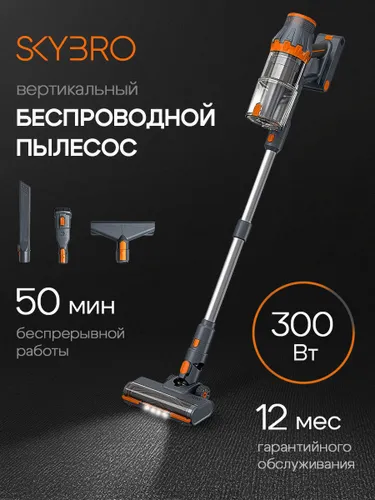 SKYBRO
вертикальный
БЕСПРОВОДНОЙ
ПЫЛЕСОС
50 мин
беспрерывной
работы
300
Вт
12 мес
гарантийного
обслуживания